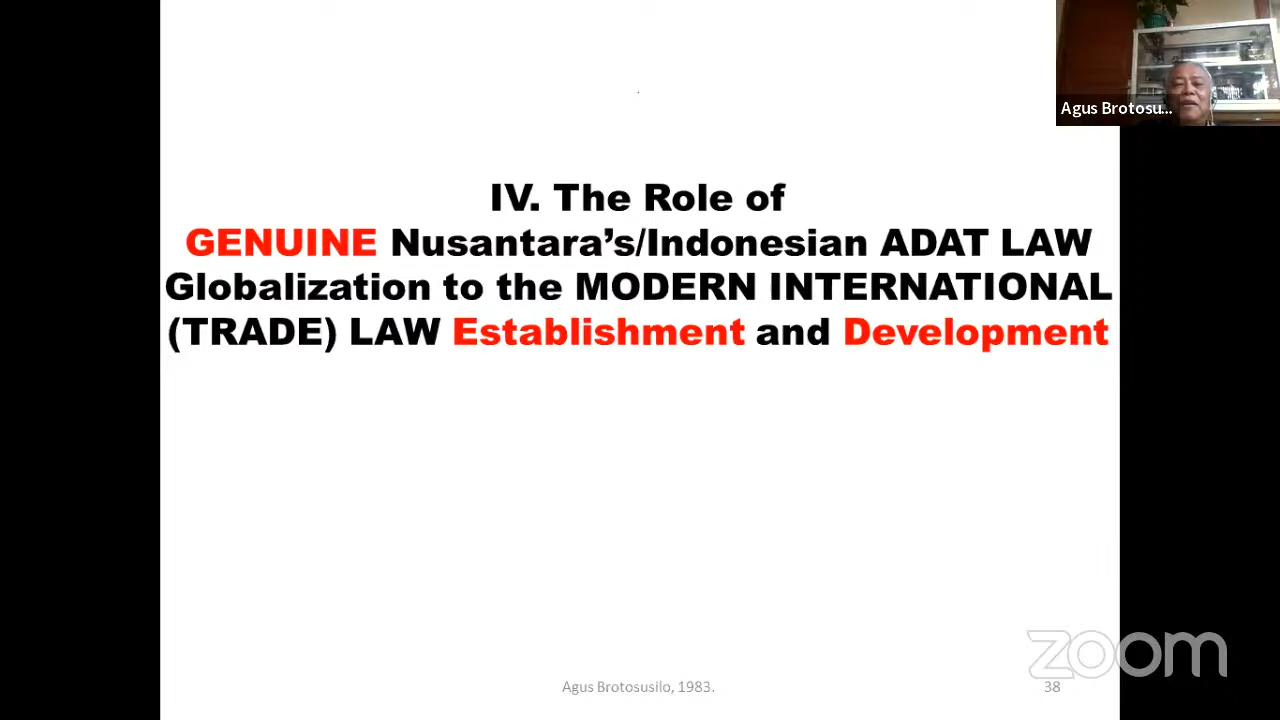 Agus Brotosu...
IV. The Role of
GENUINE Nusantara’s/Indonesian ADAT LAW
Globalization to the MODERN INTERNATIONAL
(TRADE) LAW Establishment and Development
zoom
Agus Brotosusilo, 1983.
38